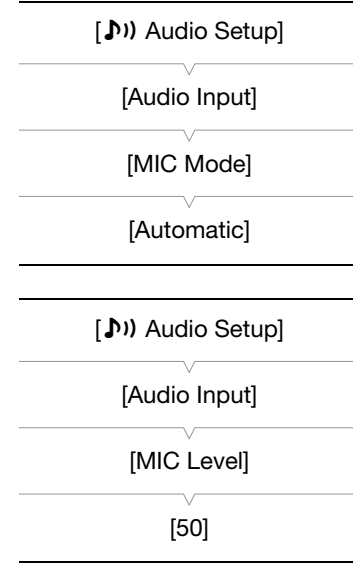 [♪)) Audio Setup]
[Audio Input]
[MIC Mode]
[Automatic]
[♪)) Audio Setup]
[Audio Input]
[MIC Level]
[50]